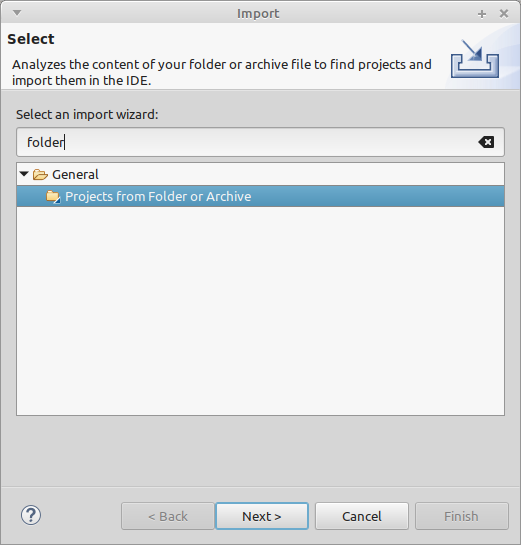 Import
Select
Analyzes the content of your folder or archive file to find projects and
import them in the IDE.
Select an import wizard:
folder
General
Projects from Folder or Archive
?
< Back
Next >
Cancel
Finish